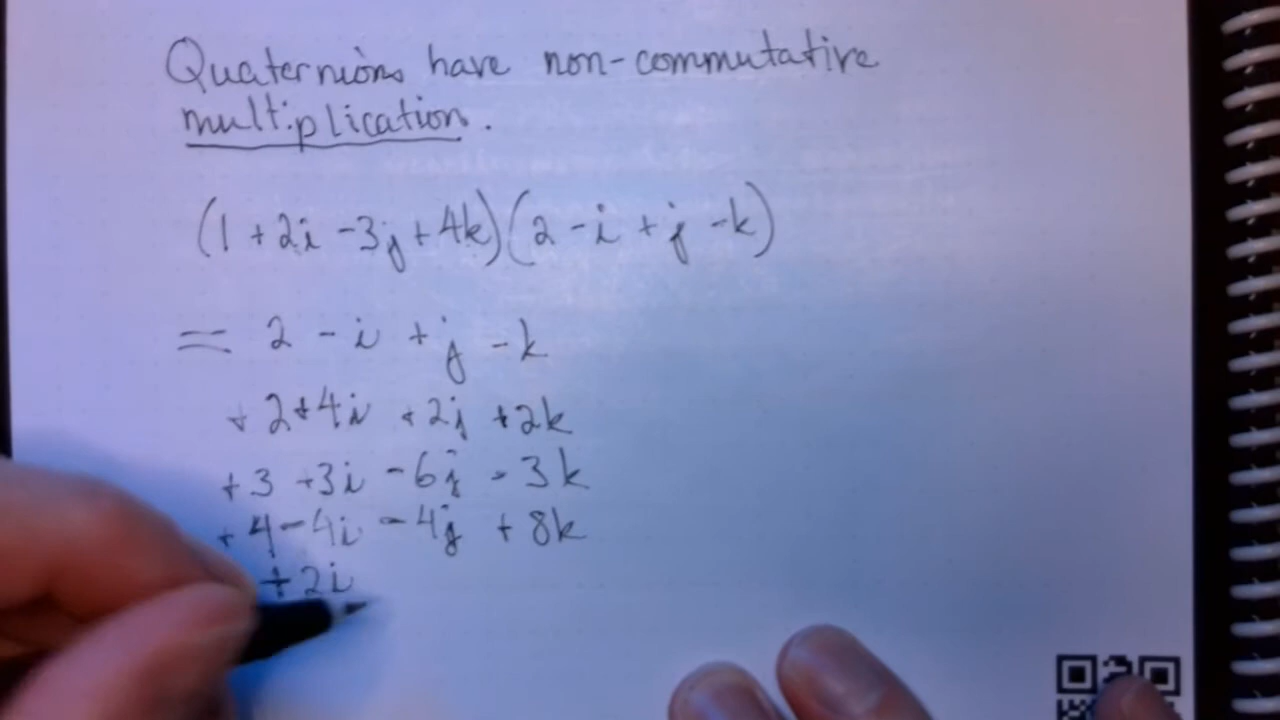 Quaternions have non-commutative
multiplication.
(1 + 2i - 3j + 4k)(2 - i + j - k)
= 2 - i + j - k
+ 2 + 4i + 2j + 2k
+ 3 + 3i - 6j - 3k
+ 4 - 4i - 4j + 8k
+ 2i